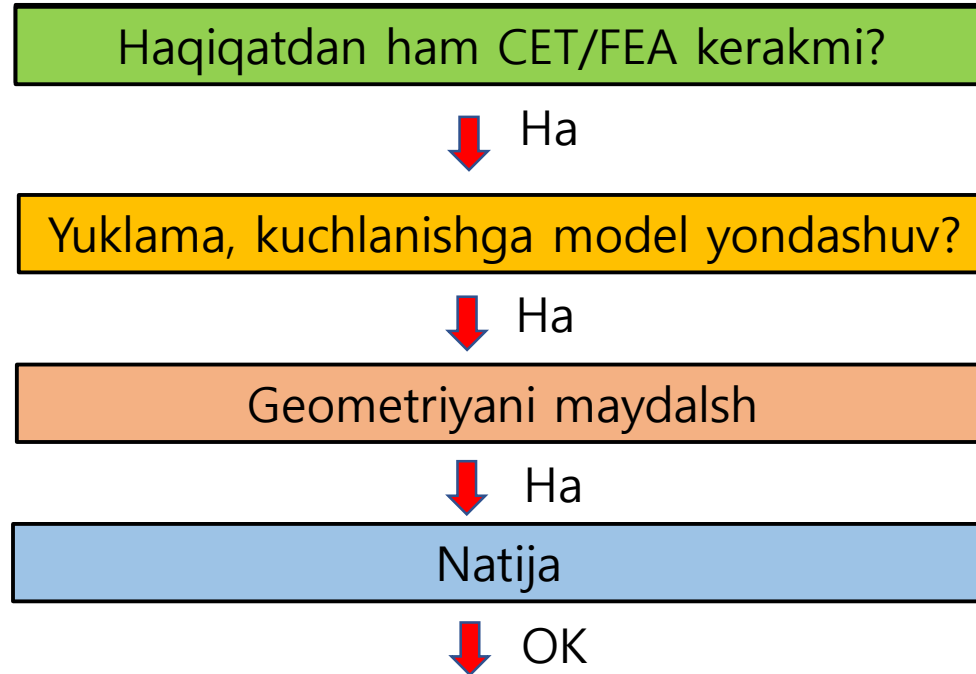 Haqiqatdan ham CET/FEA kerakmi?
Ha
Yuklama, kuchlanishga model yondashuv?
Ha
Geometriyani maydalsh
Ha
Natija
OK